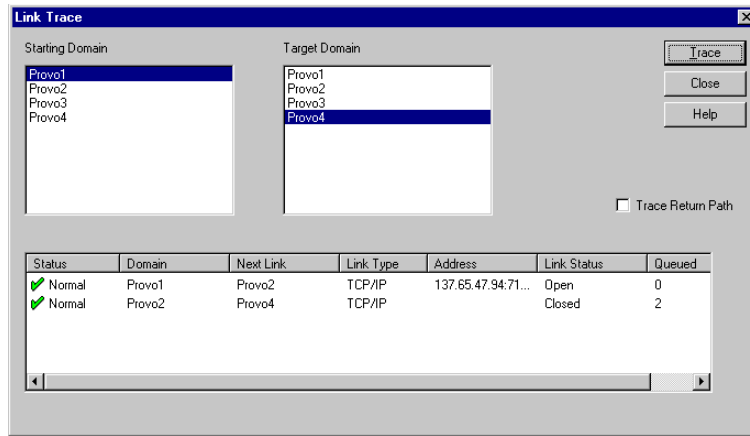 Link Trace
Starting Domain
Target Domain
Provo1
Provo2
Provo3
Provo4
Provo1
Provo2
Provo3
Provo4
Trace
Close
Help
Trace Return Path
Status Domain Next Link Link Type Address Link Status Queued
Normal Provo1 Provo2 TCP/IP 137.65.47.94:71... Open 0
Normal Provo2 Provo4 TCP/IP Closed 2